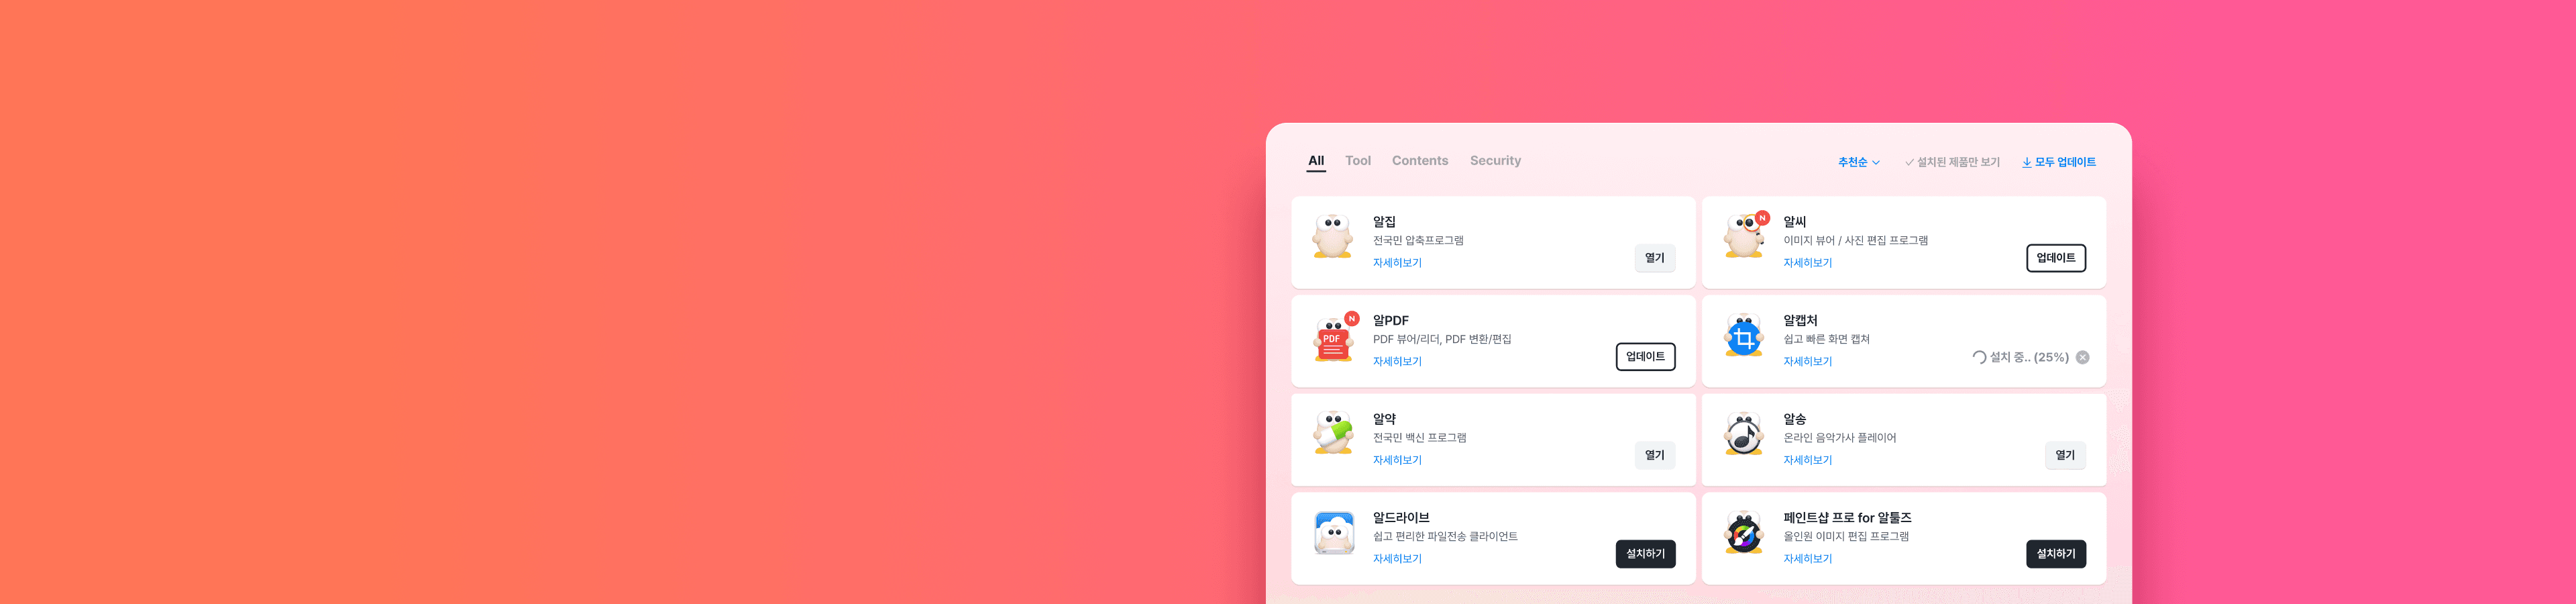 All Tool Contents Security 추천순 설치된 제품만 보기 모두 업데이트
알집
전국민 압축프로그램
자세히보기
열기
N
알씨
이미지 뷰어 / 사진 편집 프로그램
자세히보기
업데이트
N
PDF
알PDF
PDF 뷰어/리더, PDF 변환/편집
자세히보기
업데이트
알캡처
쉽고 빠른 화면 캡쳐
자세히보기
설치 중.. (25%)
알약
전국민 백신 프로그램
자세히보기
열기
알송
온라인 음악가사 플레이어
자세히보기
열기
알드라이브
쉽고 편리한 파일전송 클라이언트
자세히보기
설치하기
페인트샵 프로 for 알툴즈
올인원 이미지 편집 프로그램
자세히보기
설치하기